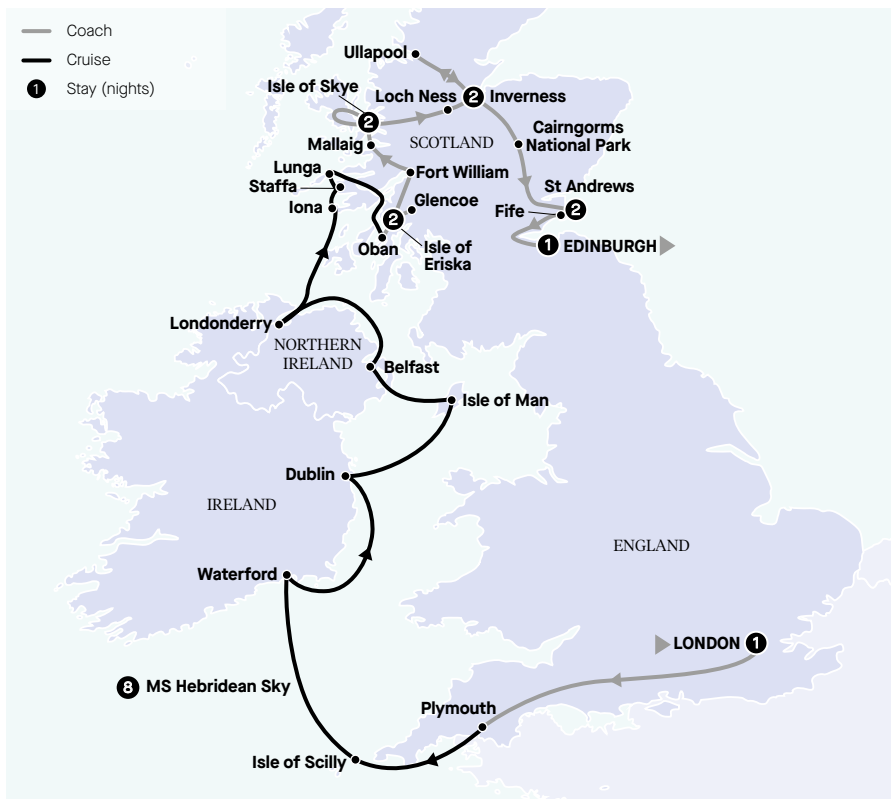 Coach
Cruise
1 Stay (nights)
Ullapool
Isle of Skye
Loch Ness 2 Inverness
2
Cairngorms
National Park
SCOTLAND
Mallaig
Lunga
Fort William
Staffa
St Andrews
Glencoe
Iona
Fife
2
2
Oban
Isle of
Eriska
1 EDINBURGH
Londonderry
NORTHERN
IRELAND
Belfast
Isle of Man
Dublin
IRELAND
ENGLAND
Waterford
LONDON 1
8 MS Hebridean Sky
Plymouth
Isle of Scilly